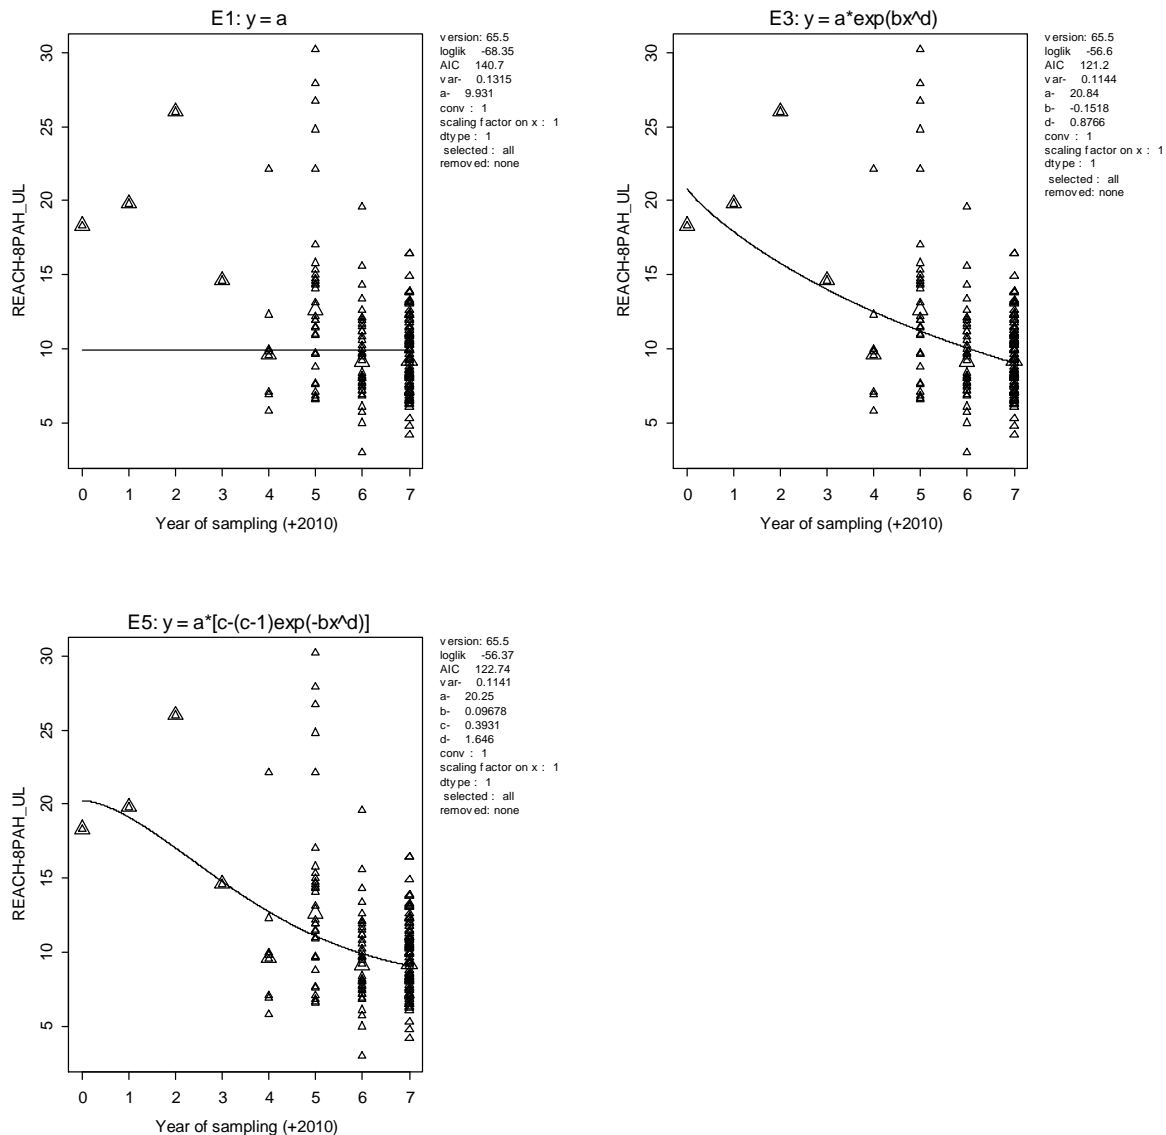 E1: y = a
REACH-8PAH_UL
30
25
20
15
10
5
0 1 2 3 4 5 6 7
Year of sampling (+2010)
version: 65.5
loglik -68.35
AIC 140.7
var- 0.1315
a- 9.931
conv : 1
scaling factor on x : 1
dtype : 1
selected : all
removed: none
E3: y = a*exp(bx^d)
REACH-8PAH_UL
30
25
20
15
10
5
0 1 2 3 4 5 6 7
Year of sampling (+2010)
version: 65.5
loglik -56.6
AIC 121.2
var- 0.1144
a- 20.84
b- -0.1518
d- 0.8766
conv : 1
scaling factor on x : 1
dtype : 1
selected : all
removed: none
E5: y = a*[c-(c-1)exp(-bx^d)]
REACH-8PAH_UL
30
25
20
15
10
5
0 1 2 3 4 5 6 7
Year of sampling (+2010)
version: 65.5
loglik -56.37
AIC 122.74
var- 0.1141
a- 20.25
b- 0.09678
c- 0.3931
d- 1.646
conv : 1
scaling factor on x : 1
dtype : 1
selected : all
removed: none